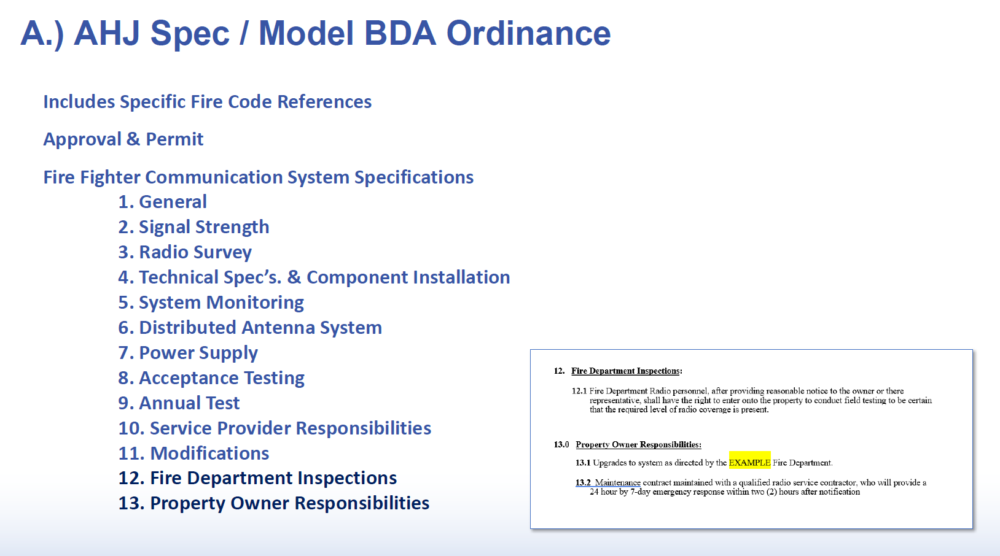 A.) AHJ Spec / Model BDA Ordinance
Includes Specific Fire Code References
Approval & Permit
Fire Fighter Communication System Specifications
1. General
2. Signal Strength
3. Radio Survey
4. Technical Spec’s. & Component Installation
5. System Monitoring
6. Distributed Antenna System
7. Power Supply
8. Acceptance Testing
9. Annual Test
10. Service Provider Responsibilities
11. Modifications
12. Fire Department Inspections
13. Property Owner Responsibilities
12. Fire Department Inspections:
12.1 Fire Department Radio personnel, after providing reasonable notice to the owner or there
representative, shall have the right to enter onto the property to conduct field testing to be certain
that the required level of radio coverage is present.
13.0 Property Owner Responsibilities:
13.1 Upgrades to system as directed by the EXAMPLE Fire Department.
13.2 Maintenance contract maintained with a qualified radio service contractor, who will provide a
24 hour by 7-day emergency response within two (2) hours after notification